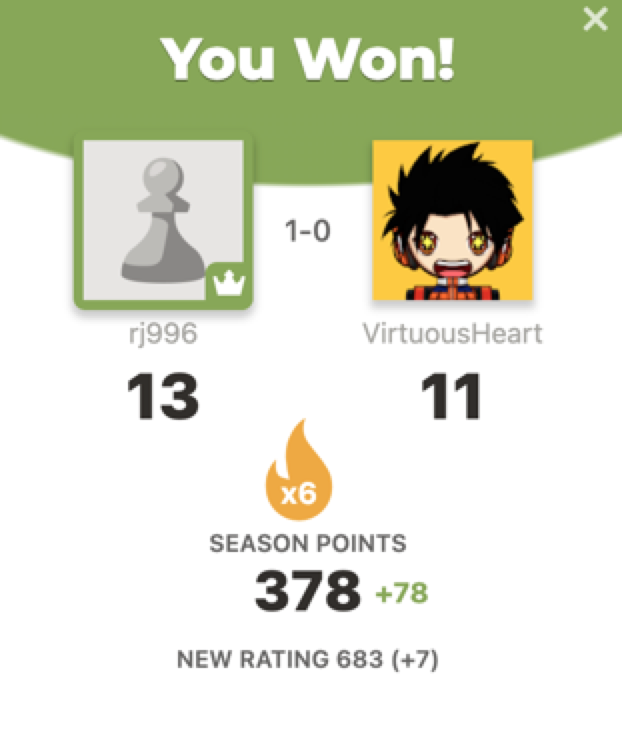 You Won!
1-0
rj996
VirtuousHeart
13
11
x6
SEASON POINTS
378 +78
NEW RATING 683 (+7)